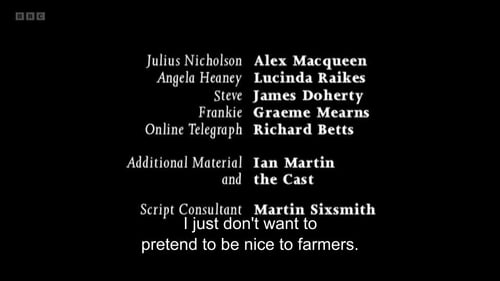 BBC
Julius Nicholson Alex Macqueen
Angela Heaney Lucinda Raikes
Steve James Doherty
Frankie Graeme Mearns
Online Telegraph Richard Betts
Additional Material Ian Martin
and the Cast
Script Consultant Martin Sixsmith
I just don't want to
pretend to be nice to farmers.